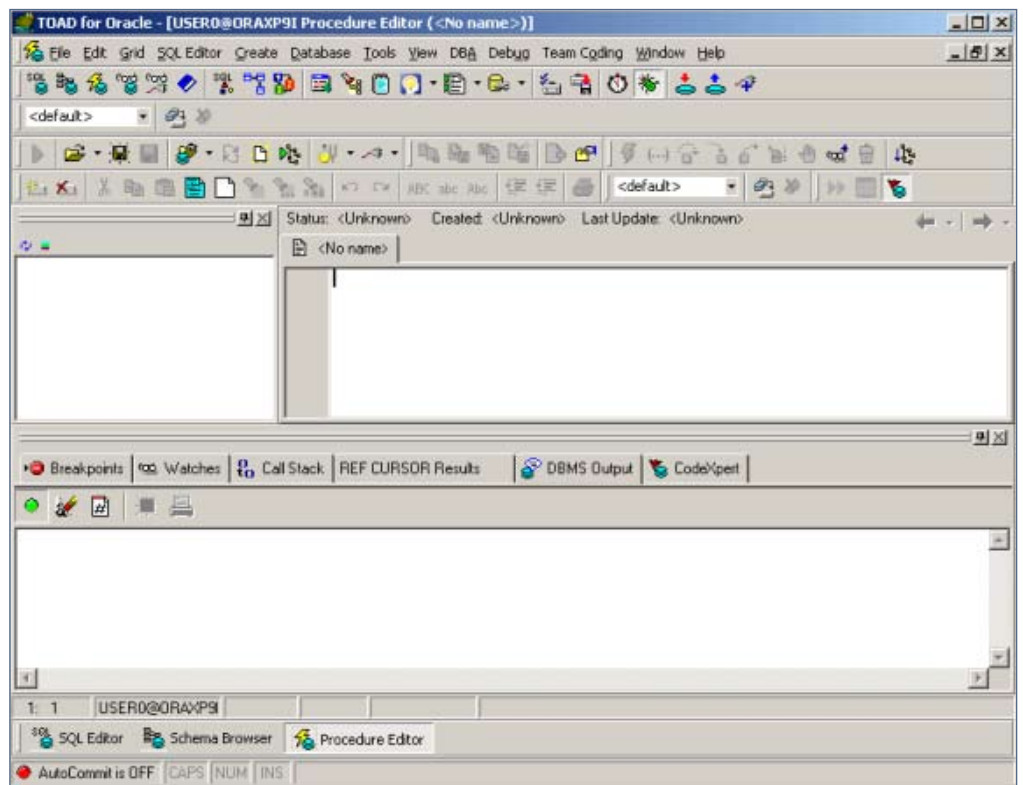 TOAD for Oracle - [USER0@ORAXP9I Procedure Editor (<No name>)]
File Edit Grid SQL Editor Create Database Tools View DBA Debug Team Coding Window Help
<default>
ABC abc Abc <default>
Status: <Unknown> Created: <Unknown> Last Update: <Unknown>
<No name>
Breakpoints Watches Call Stack REF CURSOR Results DBMS Output CodeXpert
1: 1 USER0@ORAXP9I
SQL Editor Schema Browser Procedure Editor
AutoCommit is OFF CAPS NUM INS